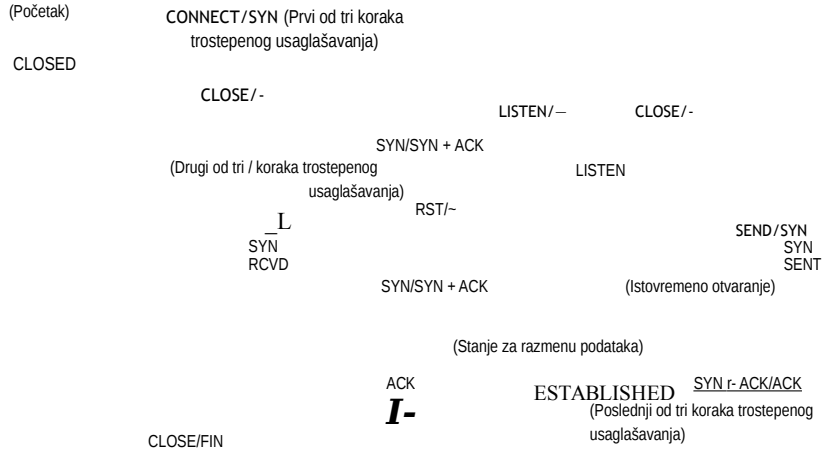 (Početak)
CONNECT/SYN (Prvi od tri koraka
trostepenog usaglašavanja)
CLOSED
CLOSE/-
LISTEN/—
CLOSE/-
SYN/SYN + ACK
(Drugi od tri / koraka trostepenog
usaglašavanja)
LISTEN
RST/~
_L
SYN
RCVD
SEND/SYN
SYN
SENT
SYN/SYN + ACK
(Istovremeno otvaranje)
(Stanje za razmenu podataka)
ACK
I-
ESTABLISHED
SYN r- ACK/ACK
(Poslednji od tri koraka trostepenog
usaglašavanja)
CLOSE/FIN